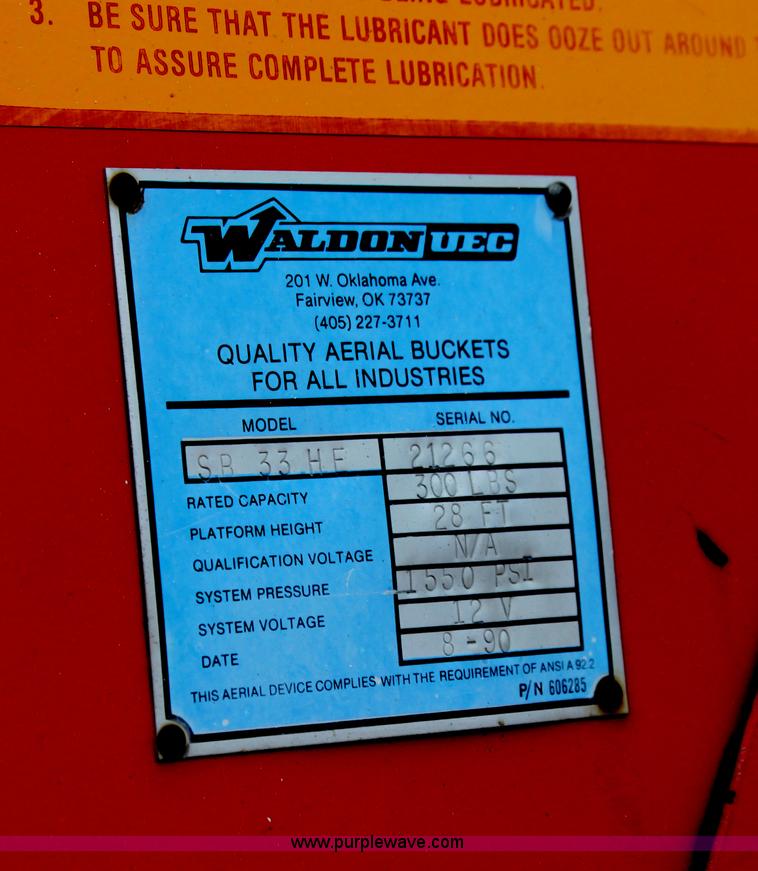 LUBRICATED.
3. BE SURE THAT THE LUBRICANT DOES OOZE OUT AROUND
TO ASSURE COMPLETE LUBRICATION.
WALDON UEC
201 W. Oklahoma Ave.
Fairview, OK 73737
(405) 227-3711
QUALITY AERIAL BUCKETS
FOR ALL INDUSTRIES
MODEL SERIAL NO.
SB 33 HE 21266
RATED CAPACITY 300 LBS
PLATFORM HEIGHT 28 FT
QUALIFICATION VOLTAGE N/A
SYSTEM PRESSURE 1550 PSI
SYSTEM VOLTAGE 12 V
DATE 8-90
THIS AERIAL DEVICE COMPLIES WITH THE REQUIREMENT OF ANSI A 92.2
P/N 606285
www.purplewave.com